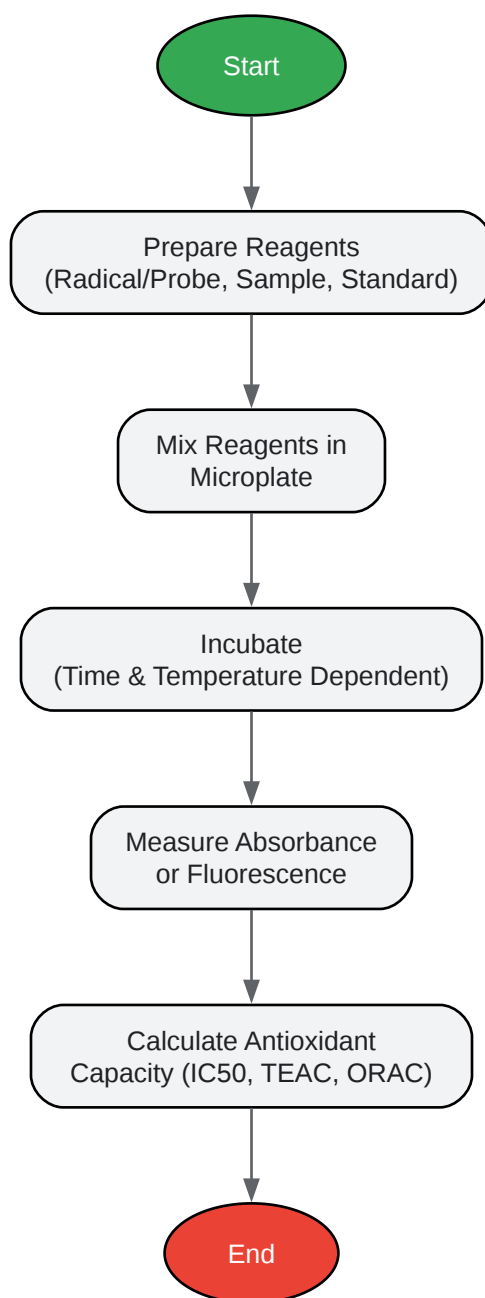 Start
Prepare Reagents
(Radical/Probe, Sample, Standard)
Mix Reagents in
Microplate
Incubate
(Time & Temperature Dependent)
Measure Absorbance
or Fluorescence
Calculate Antioxidant
Capacity (IC50, TEAC, ORAC)
End